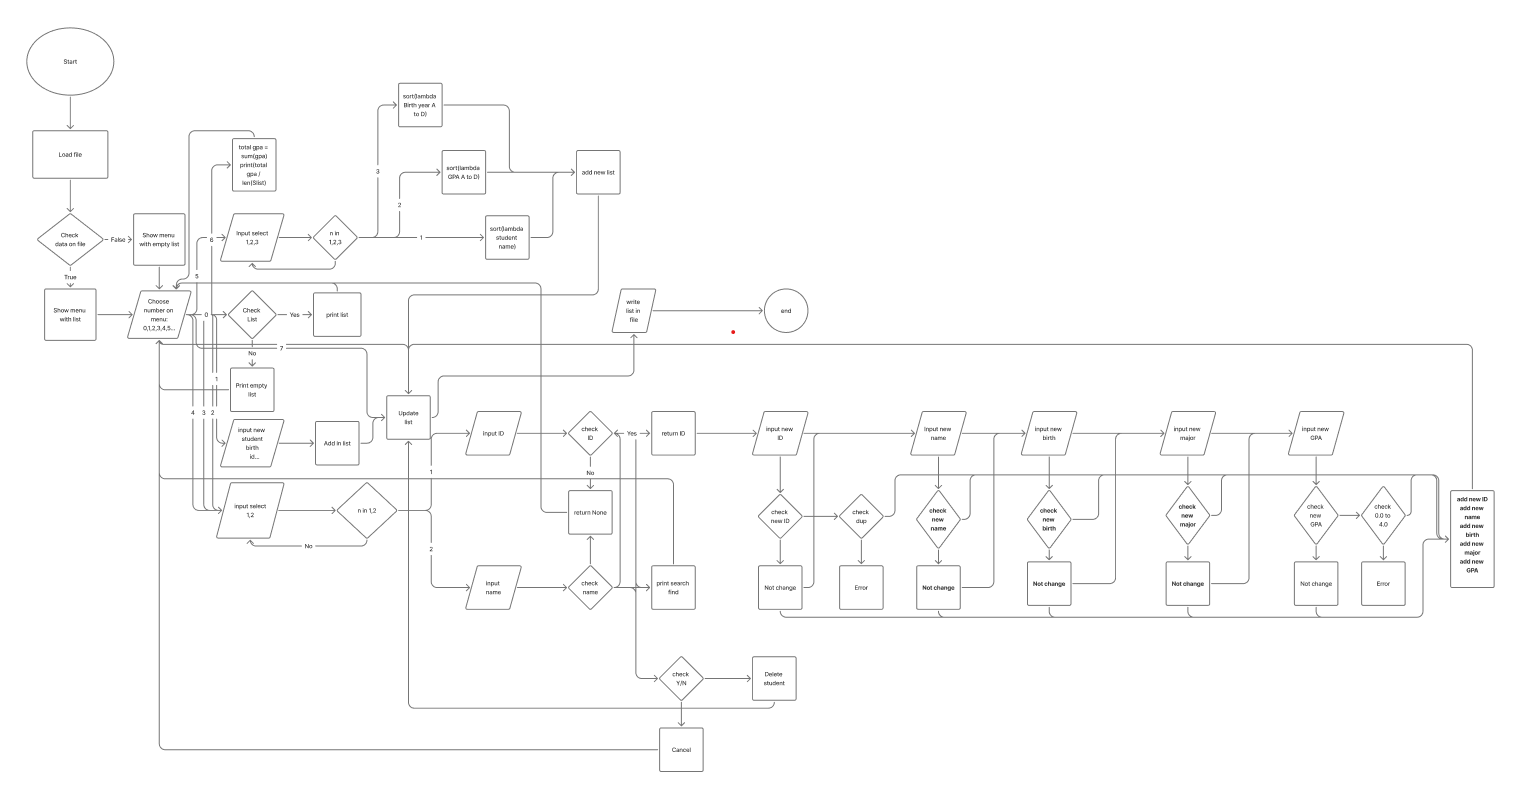 Start
Load file
Check
data on file
False
True
Show menu
with empty list
Show menu
with list
Choose
number on
menu:
0,1,2,3,4,5...
total gpa =
sum(gpa)
print(total
gpa /
len(Slist)
6
5
0
7
1
4
3
2
Input select
1,2,3
n in
1,2,3
3
2
1
sort(lambda
Birth year A
to D)
sort(lambda
GPA A to D)
sort(lambda
student
name)
add new list
Check
List
Yes
print list
No
Print empty
list
input new
student
birth
id...
Add in list
Update
list
write
list in
file
end
input select
1,2
n in 1,2
No
1
2
input ID
check
ID
Yes
return ID
No
return None
input
name
check
name
print search
find
check
Y/N
Delete
student
Cancel
input new
ID
check
new ID
check
dup
Not change
Error
Input new
name
check
new
name
Not change
input new
birth
check
new
birth
Not change
input new
major
check
new
major
Not change
input new
GPA
check
new
GPA
check
0.0 to
4.0
Not change
Error
add new ID
add new
name
add new
birth
add new
major
add new
GPA